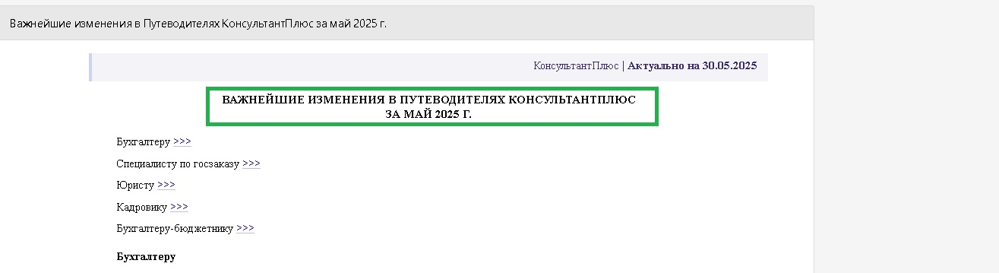 Важнейшие изменения в Путеводителях КонсультантПлюс за май 2025 г.
КонсультантПлюс | Актуально на 30.05.2025
ВАЖНЕЙШИЕ ИЗМЕНЕНИЯ В ПУТЕВОДИТЕЛЯХ КОНСУЛЬТАНТПЛЮС
ЗА МАЙ 2025 Г.
Бухгалтеру >>>
Специалисту по госзаказу >>>
Юристу >>>
Кадровику >>>
Бухгалтеру-бюджетнику >>>
Бухгалтеру